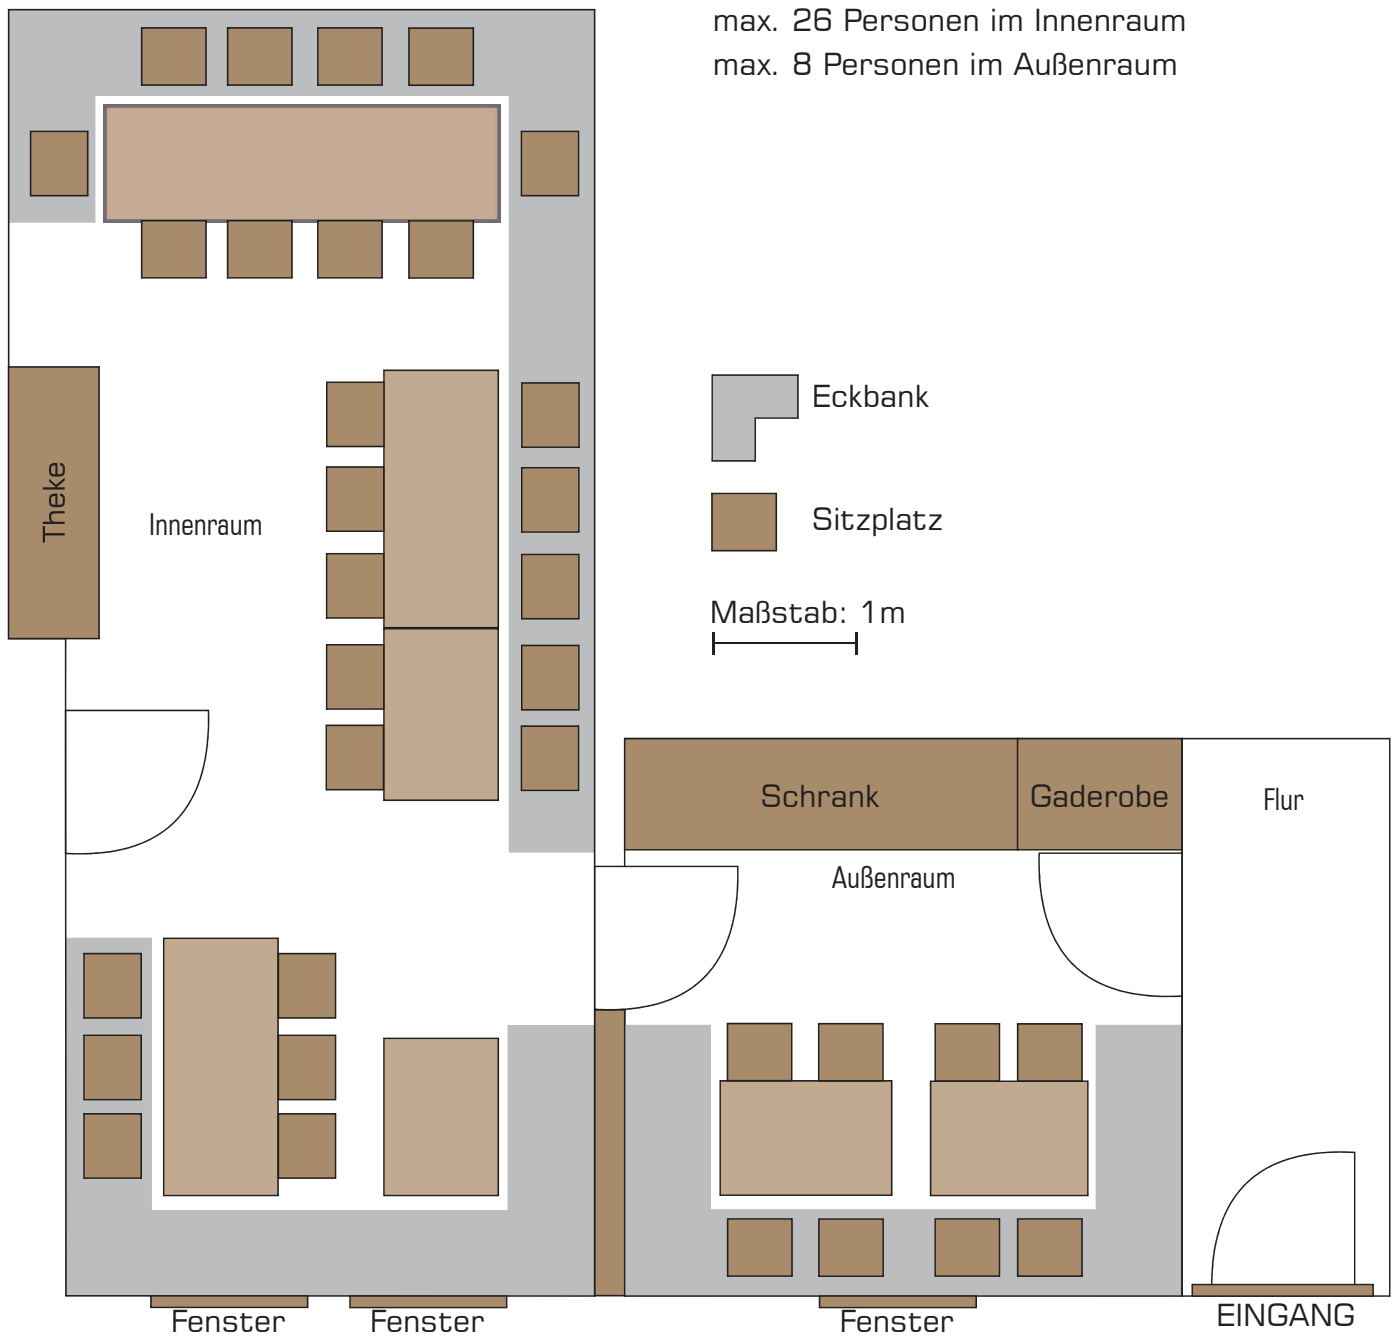 max. 26 Personen im Innenraum
max. 8 Personen im Außenraum
Eckbank
Theke
Innenraum
Sitzplatz
Maßstab: 1m
Schrank
Gaderobe
Flur
Außenraum
Fenster
Fenster
Fenster
EINGANG